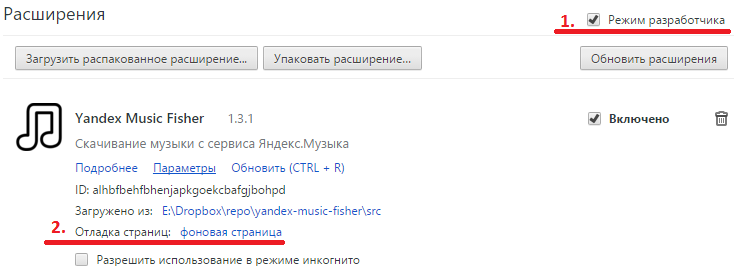 Расширения
1. Режим разработчика
Загрузить распакованное расширение... Упаковать расширение... Обновить расширения
Yandex Music Fisher 1.3.1 Включено
Скачивание музыки с сервиса Яндекс.Музыка
Подробнее Параметры Обновить (CTRL + R)
ID: alhbfbehfbhenjapkgoekcbafgjbohpd
Загружено из: E:\Dropbox\repo\yandex-music-fisher\src
2. Отладка страниц: фоновая страница
Разрешить использование в режиме инкогнито